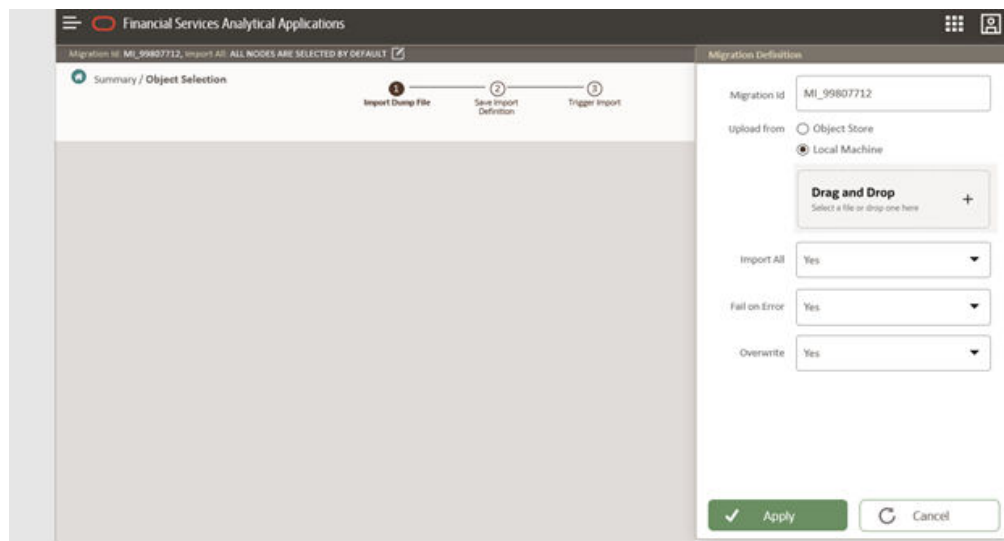 Financial Services Analytical Applications
Migration Id: MI_99807712, Import All: ALL NODES ARE SELECTED BY DEFAULT
Migration Definition
Summary / Object Selection
1
2
3
Import Dump File
Save Import
Definition
Trigger Import
Migration Id
MI_99807712
Upload from
Object Store
Local Machine
Drag and Drop
+
Select a file or drop one here
Import All
Yes
Fail on Error
Yes
Overwrite
Yes
Apply
Cancel